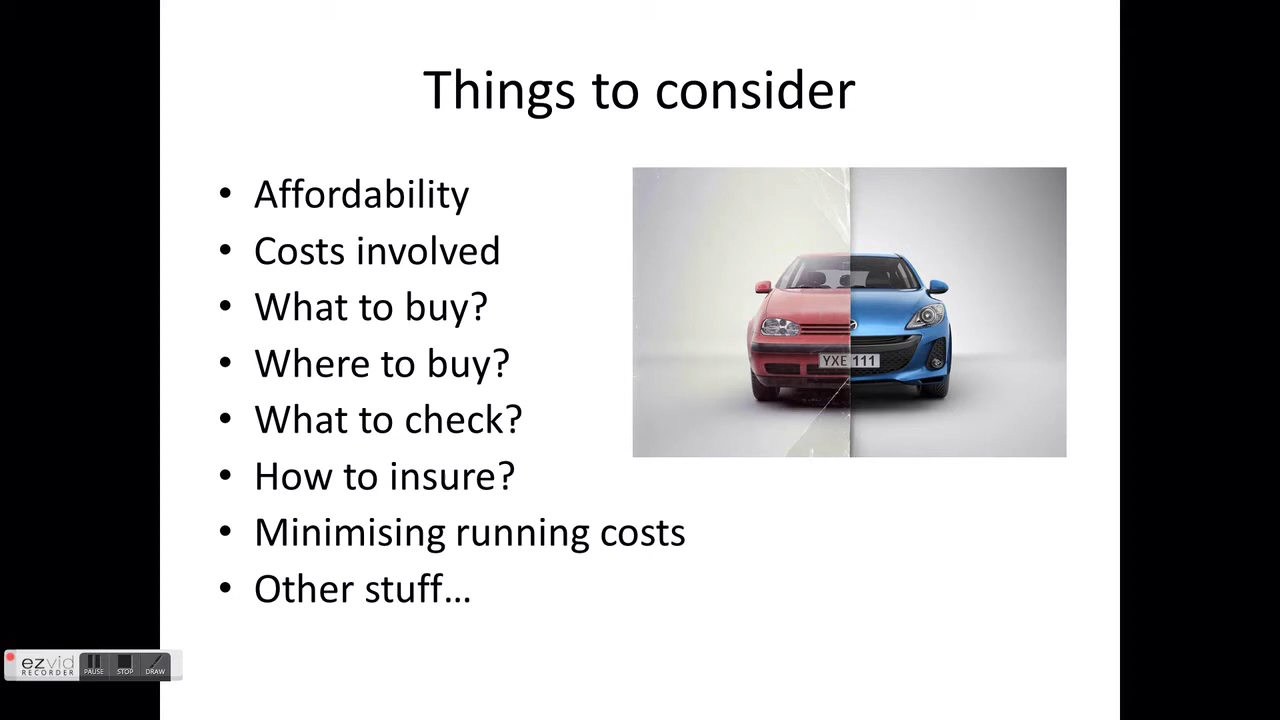 Things to consider
• Affordability
• Costs involved
• What to buy?
• Where to buy?
• What to check?
• How to insure?
• Minimising running costs
• Other stuff...
YXE 111
ezvid
RECORDER
PAUSE STOP DRAW